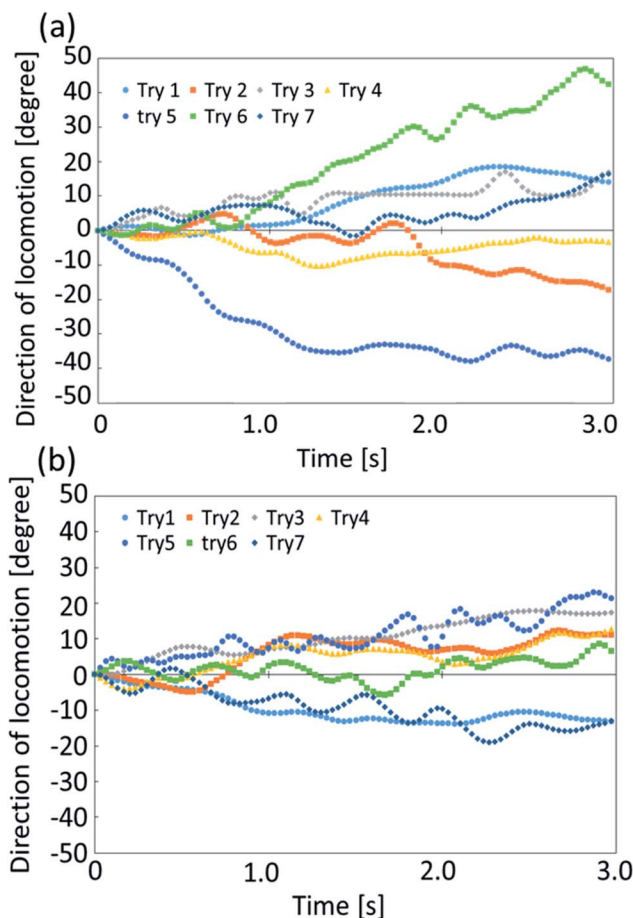 (a)
Direction of locomotion [degree]
50
40
30
20
10
0
-10
-20
-30
-40
-50
Try 1 Try 2 Try 3 Try 4
try 5 Try 6 Try 7
0 1.0 2.0 3.0
Time [s]
(b)
Direction of locomotion [degree]
50
40
30
20
10
0
-10
-20
-30
-40
-50
Try1 Try2 Try3 Try4
Try5 try6 Try7
0 1.0 2.0 3.0
Time [s]